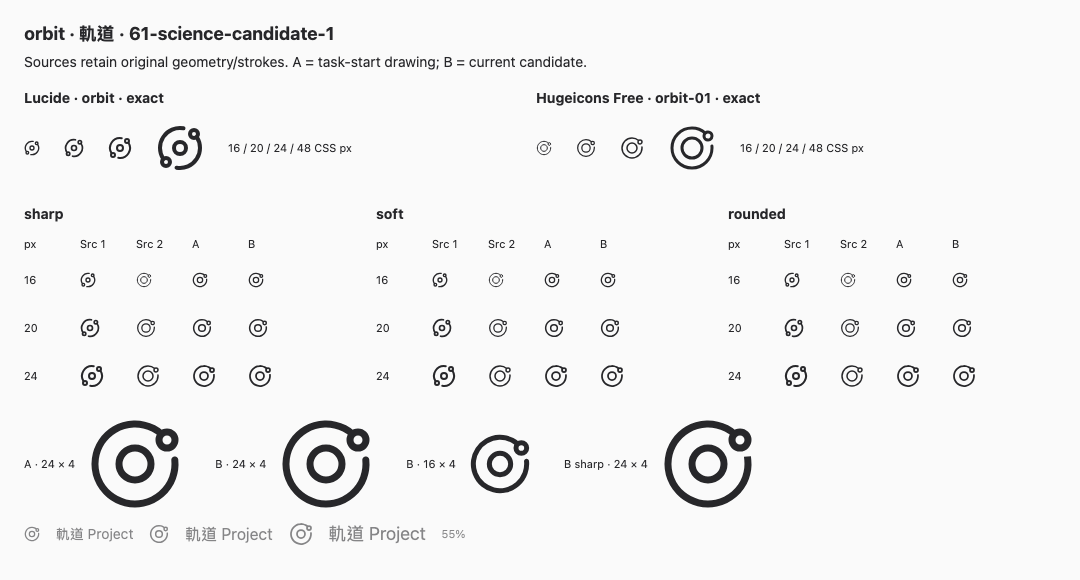 orbit · 軌道 · 61-science-candidate-1
Sources retain original geometry/strokes. A = task-start drawing; B = current candidate.
Lucide · orbit · exact
Hugeicons Free · orbit-01 · exact
16 / 20 / 24 / 48 CSS px
16 / 20 / 24 / 48 CSS px
sharp
soft
rounded
px Src 1 Src 2 A B
px Src 1 Src 2 A B
px Src 1 Src 2 A B
16
16
16
20
20
20
24
24
24
A · 24 × 4
B · 24 × 4
B · 16 × 4
B sharp · 24 × 4
軌道 Project
軌道 Project
軌道 Project
55%